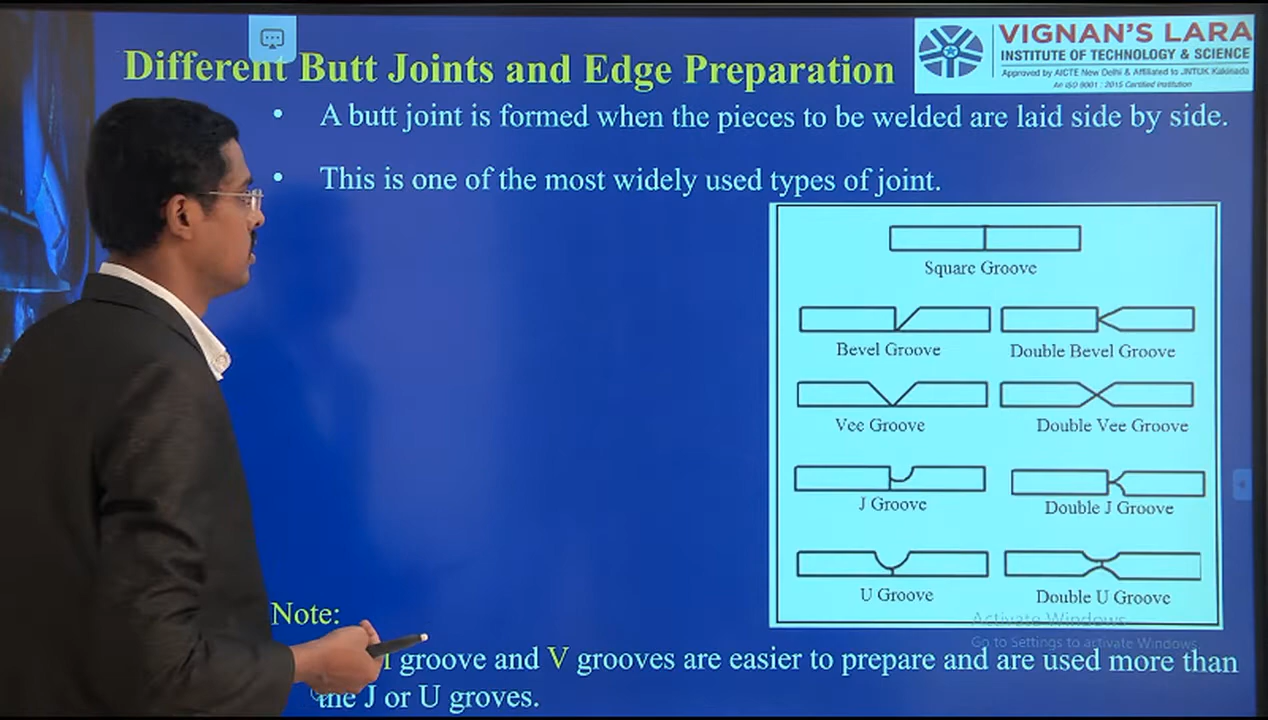 Different Butt Joints and Edge Preparation
VIGNAN'S LARA
INSTITUTE OF TECHNOLOGY & SCIENCE
Approved by AICTE New Delhi & Affiliated to JNTUK Kakinada
An ISO 9001 : 2015 Certified Institution
• A butt joint is formed when the pieces to be welded are laid side by side.
• This is one of the most widely used types of joint.
Square Groove
Bevel Groove Double Bevel Groove
Vee Groove Double Vee Groove
J Groove Double J Groove
U Groove Double U Groove
Activate Windows
Go to Settings to activate Windows.
Note:
groove and V grooves are easier to prepare and are used more than
the J or U groves.